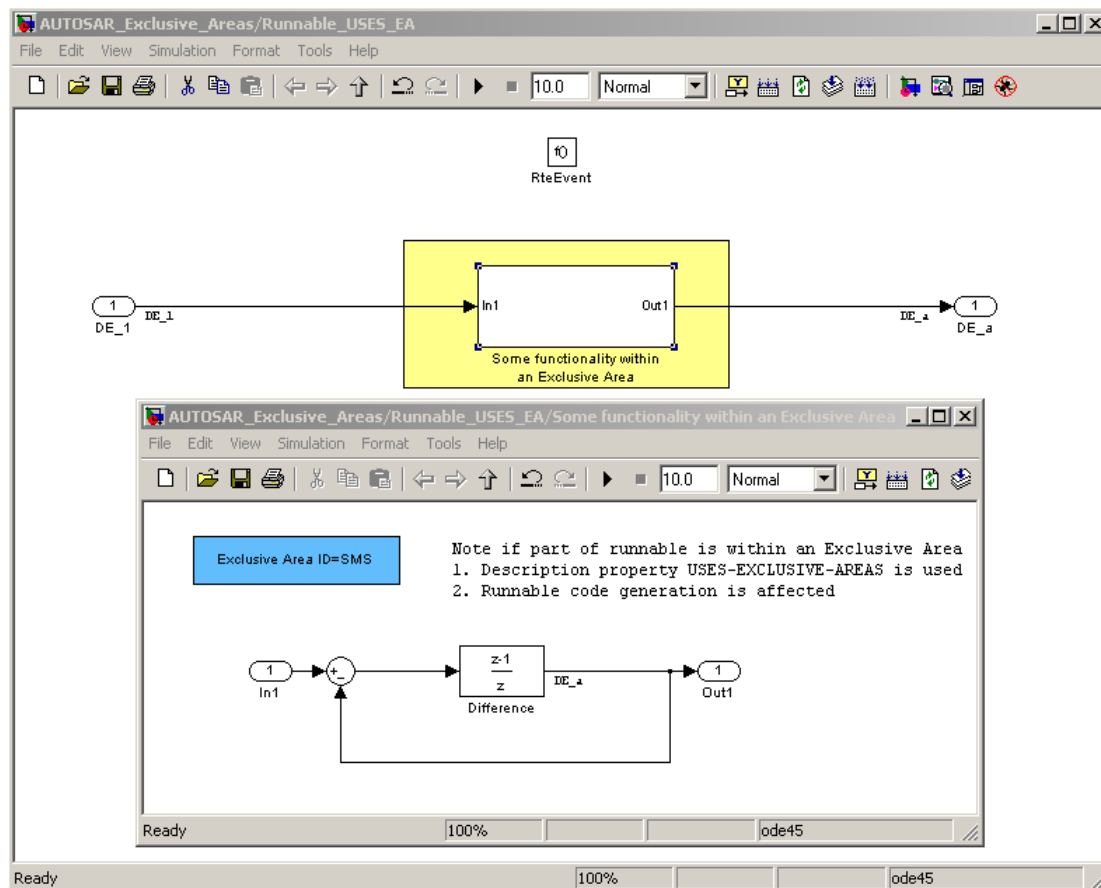 AUTOSAR_Exclusive_Areas/Runnable_USES_EA
File Edit View Simulation Format Tools Help
10.0 Normal
f()
RteEvent
1 In1 Out1 1
DE_1 DE_a
DE_1 DE_a
Some functionality within
an Exclusive Area
AUTOSAR_Exclusive_Areas/Runnable_USES_EA/Some functionality within an Exclusive Area
File Edit View Simulation Format Tools Help
10.0 Normal
Exclusive Area ID=SMS
Note if part of runnable is within an Exclusive Area
1. Description property USES-EXCLUSIVE-AREAS is used
2. Runnable code generation is affected
1 +_ z-1 1
z
In1 DE_a Out1
Difference
Ready 100% ode45
Ready 100% ode45